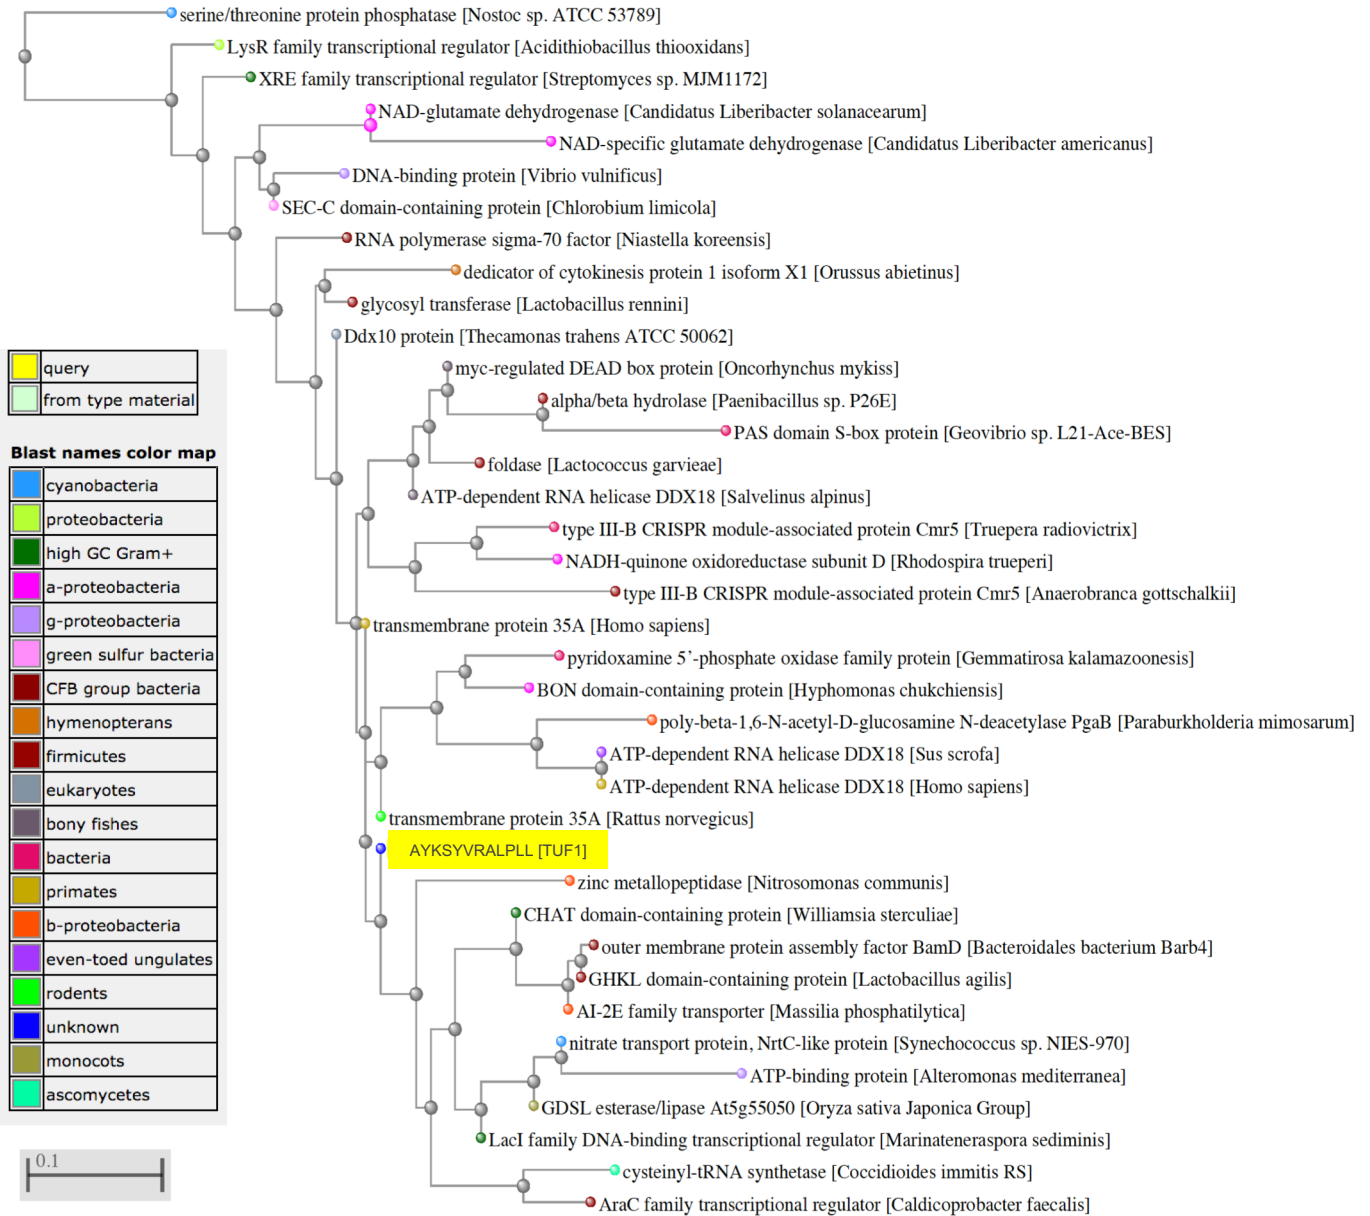 serine/threonine protein phosphatase [Nostoc sp. ATCC 53789]
LysR family transcriptional regulator [Acidithiobacillus thiooxidans]
XRE family transcriptional regulator [Streptomyces sp. MJM1172]
NAD-glutamate dehydrogenase [Candidatus Liberibacter solanacearum]
NAD-specific glutamate dehydrogenase [Candidatus Liberibacter americanus]
DNA-binding protein [Vibrio vulnificus]
SEC-C domain-containing protein [Chlorobium limicola]
RNA polymerase sigma-70 factor [Niastella koreensis]
dedicator of cytokinesis protein 1 isoform X1 [Orussus abietinus]
glycosyl transferase [Lactobacillus rennini]
Ddx10 protein [Thecamonas trahens ATCC 50062]
myc-regulated DEAD box protein [Oncorhynchus mykiss]
alpha/beta hydrolase [Paenibacillus sp. P26E]
PAS domain S-box protein [Geovibrio sp. L21-Ace-BES]
foldase [Lactococcus garvieae]
ATP-dependent RNA helicase DDX18 [Salvelinus alpinus]
type III-B CRISPR module-associated protein Cmr5 [Truepera radiovictrix]
NADH-quinone oxidoreductase subunit D [Rhodospira trueperi]
type III-B CRISPR module-associated protein Cmr5 [Anaerobranca gottschalkii]
transmembrane protein 35A [Homo sapiens]
pyridoxamine 5’-phosphate oxidase family protein [Gemmatirosa kalamazoonesis]
BON domain-containing protein [Hyphomonas chukchiensis]
poly-beta-1,6-N-acetyl-D-glucosamine N-deacetylase PgaB [Paraburkholderia mimosarum]
ATP-dependent RNA helicase DDX18 [Sus scrofa]
ATP-dependent RNA helicase DDX18 [Homo sapiens]
transmembrane protein 35A [Rattus norvegicus]
AYKSYVRALPLL [TUF1]
zinc metallopeptidase [Nitrosomonas communis]
CHAT domain-containing protein [Williamsia sterculiae]
outer membrane protein assembly factor BamD [Bacteroidales bacterium Barb4]
GHKL domain-containing protein [Lactobacillus agilis]
AI-2E family transporter [Massilia phosphatilytica]
nitrate transport protein, NrtC-like protein [Synechococcus sp. NIES-970]
ATP-binding protein [Alteromonas mediterranea]
GDSL esterase/lipase At5g55050 [Oryza sativa Japonica Group]
LacI family DNA-binding transcriptional regulator [Marinateneraspora sediminis]
cysteinyl-tRNA synthetase [Coccidioides immitis RS]
AraC family transcriptional regulator [Caldicoprobacter faecalis]
query
from type material
Blast names color map
cyanobacteria
proteobacteria
high GC Gram+
a-proteobacteria
g-proteobacteria
green sulfur bacteria
CFB group bacteria
hymenopterans
firmicutes
eukaryotes
bony fishes
bacteria
primates
b-proteobacteria
even-toed ungulates
rodents
unknown
monocots
ascomycetes
0.1